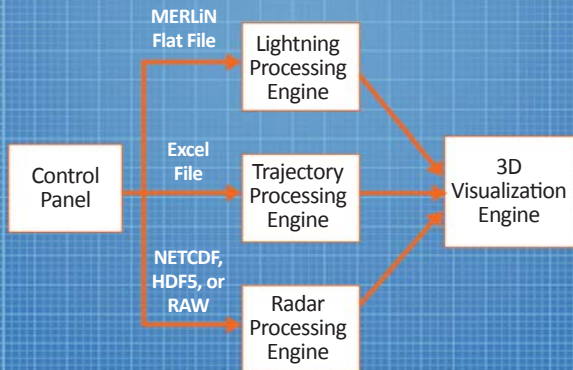 MERLiN
Flat File
Lightning
Processing
Engine
Control
Panel
Excel
File
Trajectory
Processing
Engine
3D
Visualization
Engine
NETCDF,
HDF5, or
RAW
Radar
Processing
Engine